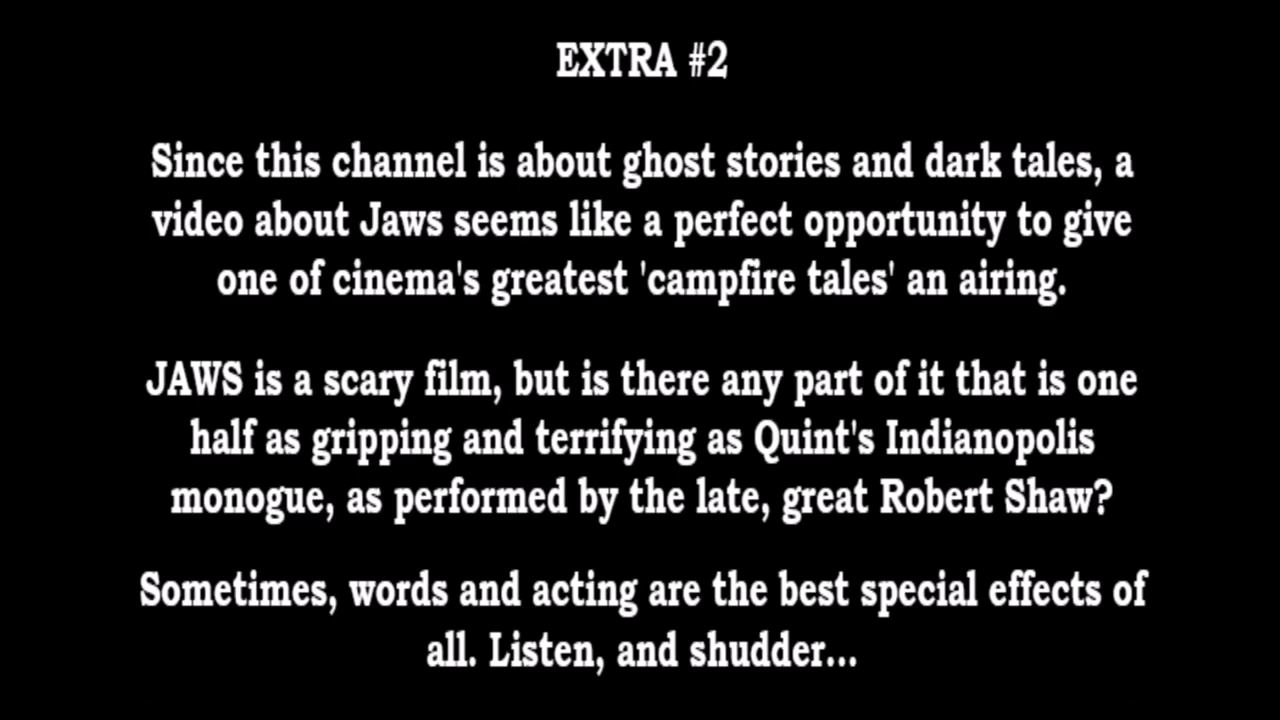 EXTRA #2
Since this channel is about ghost stories and dark tales, a
video about Jaws seems like a perfect opportunity to give
one of cinema's greatest 'campfire tales' an airing.
JAWS is a scary film, but is there any part of it that is one
half as gripping and terrifying as Quint's Indianopolis
monogue, as performed by the late, great Robert Shaw?
Sometimes, words and acting are the best special effects of
all. Listen, and shudder...